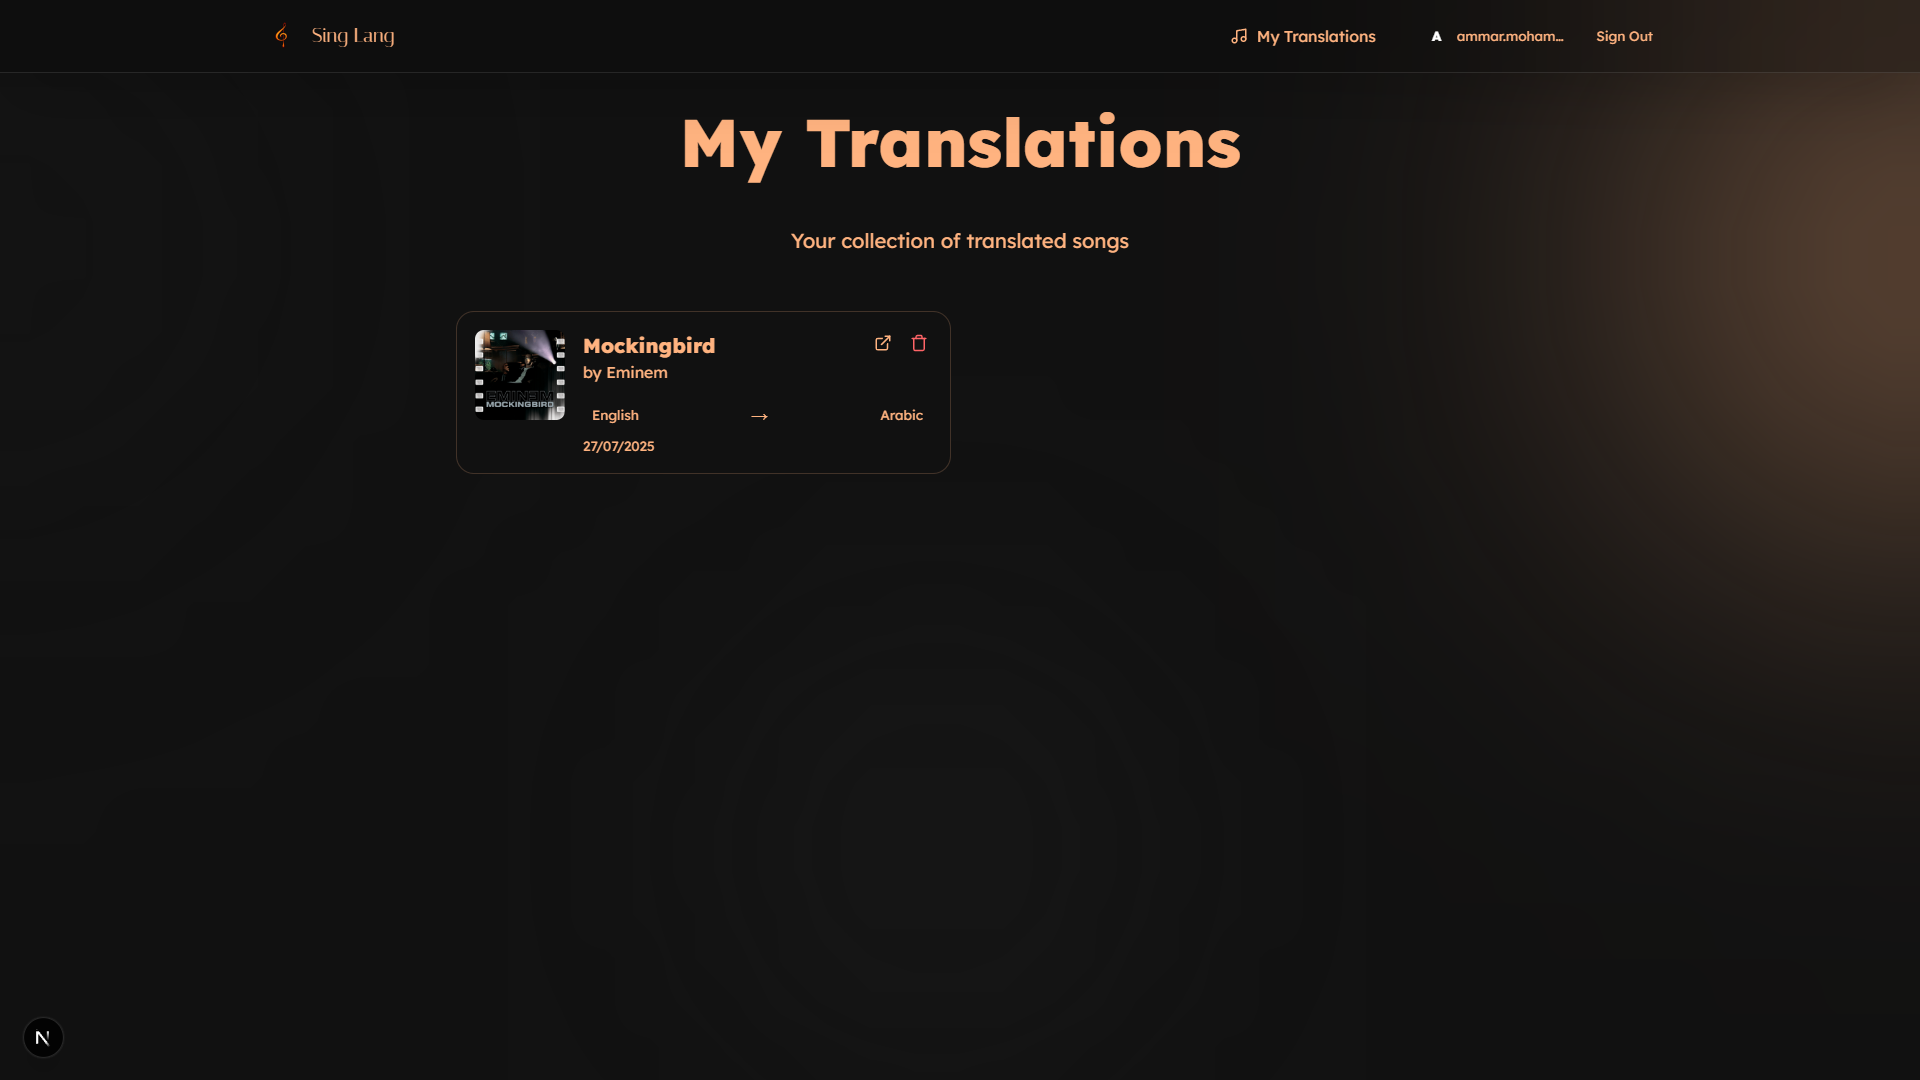 Sing Lang
My Translations
A
ammar.moham...
Sign Out
My Translations
Your collection of translated songs
EMINEM
MOCKINGBIRD
Mockingbird
by Eminem
English → Arabic
27/07/2025
N